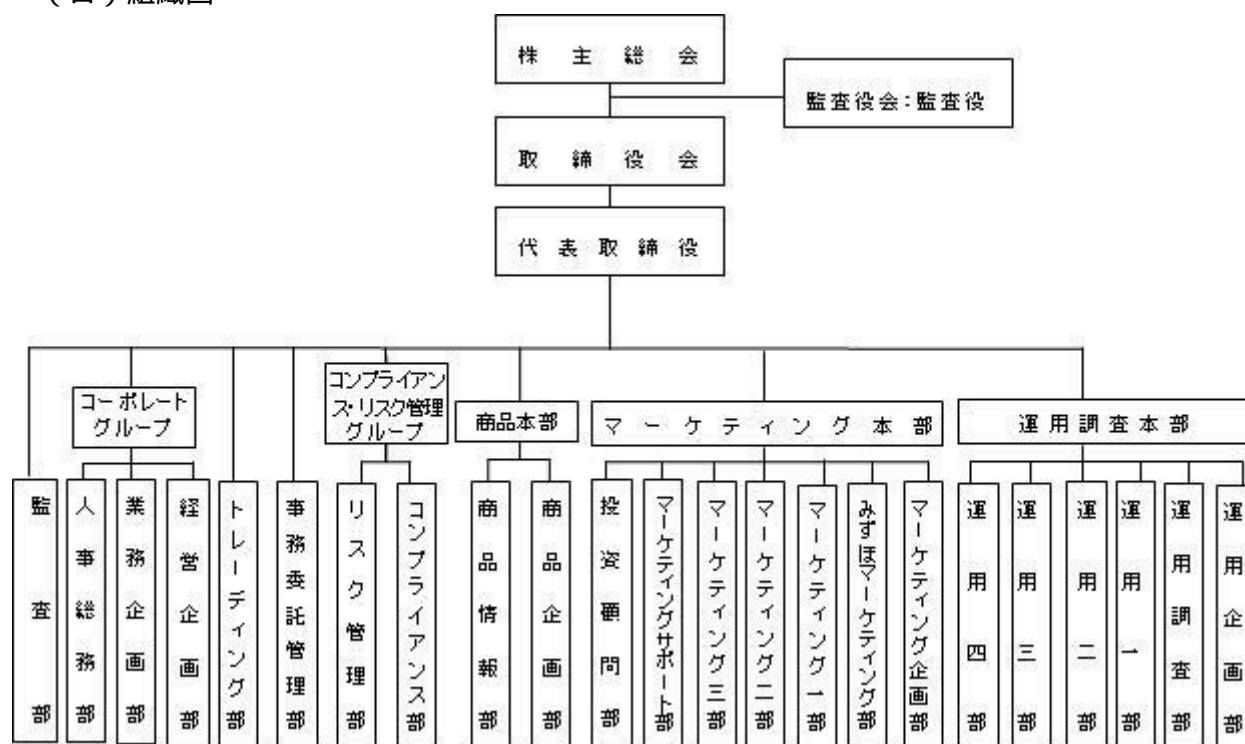 (ロ)組織図
株主総会
監査役会:監査役
取締役会
代表取締役
コーポレート
グループ
コンプライアン
ス・リスク管理
グループ
商品本部
マーケティング本部
運用調査本部
監査部
人事総務部
業務企画部
経営企画部
トレーディング部
事務委託管理部
リスク管理部
コンプライアンス部
商品情報部
商品企画部
投資顧問部
マーケティングサポート部
マーケティング三部
マーケティング二部
マーケティング一部
みずほマーケティング部
マーケティング企画部
運用四部
運用三部
運用二部
運用一部
運用調査部
運用企画部